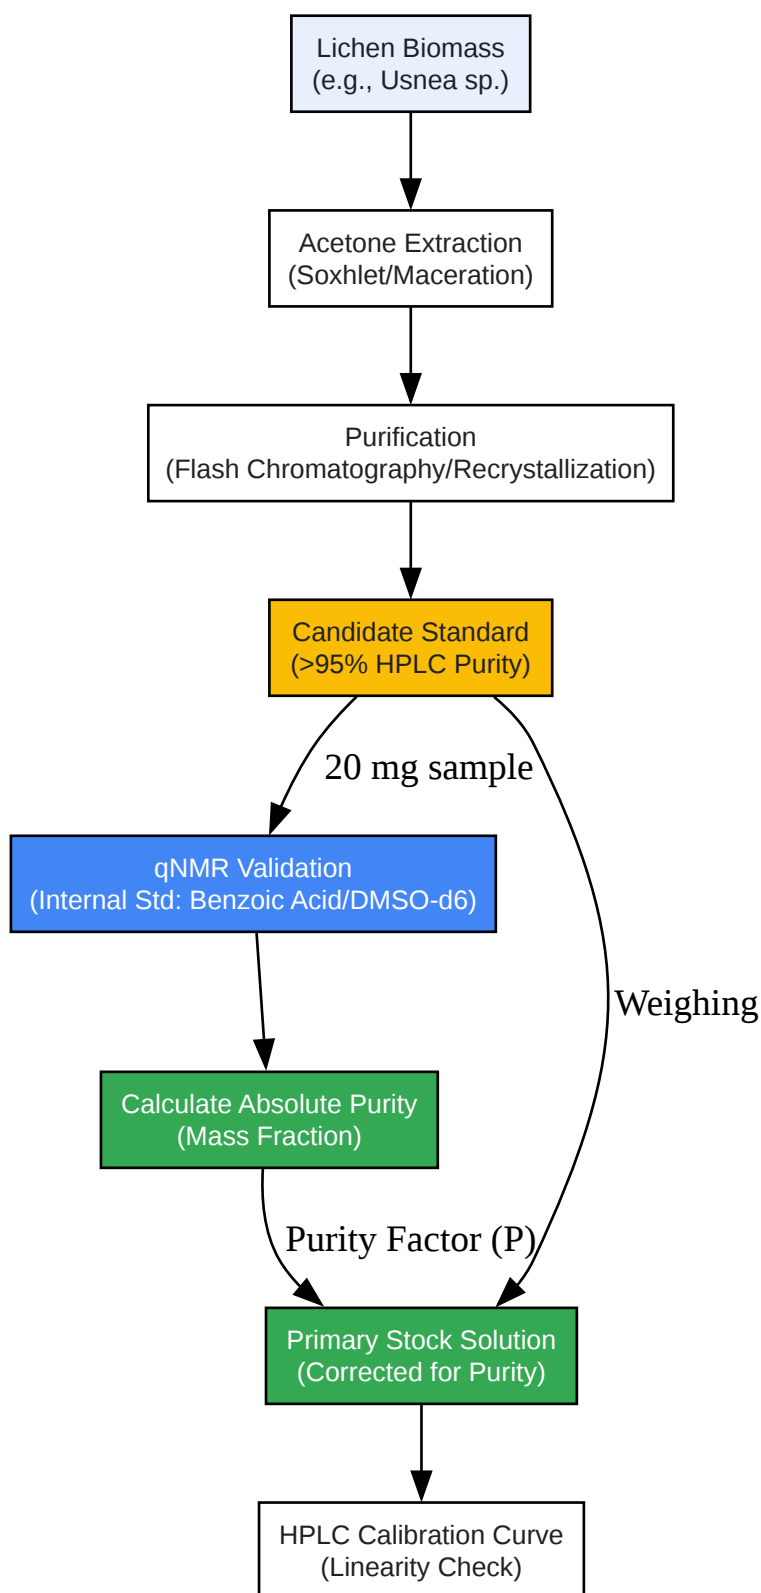 Lichen Biomass
(e.g., Usnea sp.)
Acetone Extraction
(Soxhlet/Maceration)
Purification
(Flash Chromatography/Recrystallization)
Candidate Standard
(>95% HPLC Purity)
20 mg sample
qNMR Validation
(Internal Std: Benzoic Acid/DMSO-d6)
Weighing
Calculate Absolute Purity
(Mass Fraction)
Purity Factor (P)
Primary Stock Solution
(Corrected for Purity)
HPLC Calibration Curve
(Linearity Check)